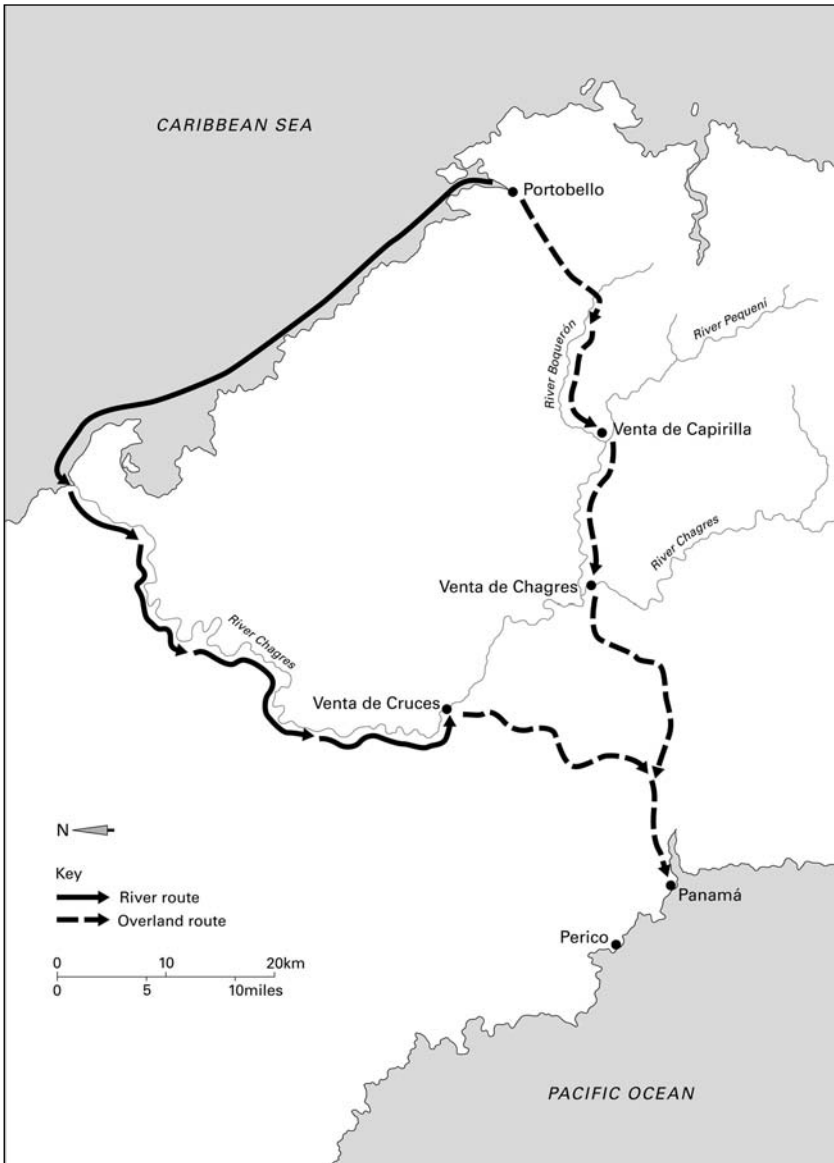 CARIBBEAN SEA
Portobello
River Pequení
River Boquerón
Venta de Capirilla
River Chagres
Venta de Chagres
River Chagres
Venta de Cruces
N
Key
River route
Overland route
0 10 20km
0 5 10miles
Panamá
Perico
PACIFIC OCEAN